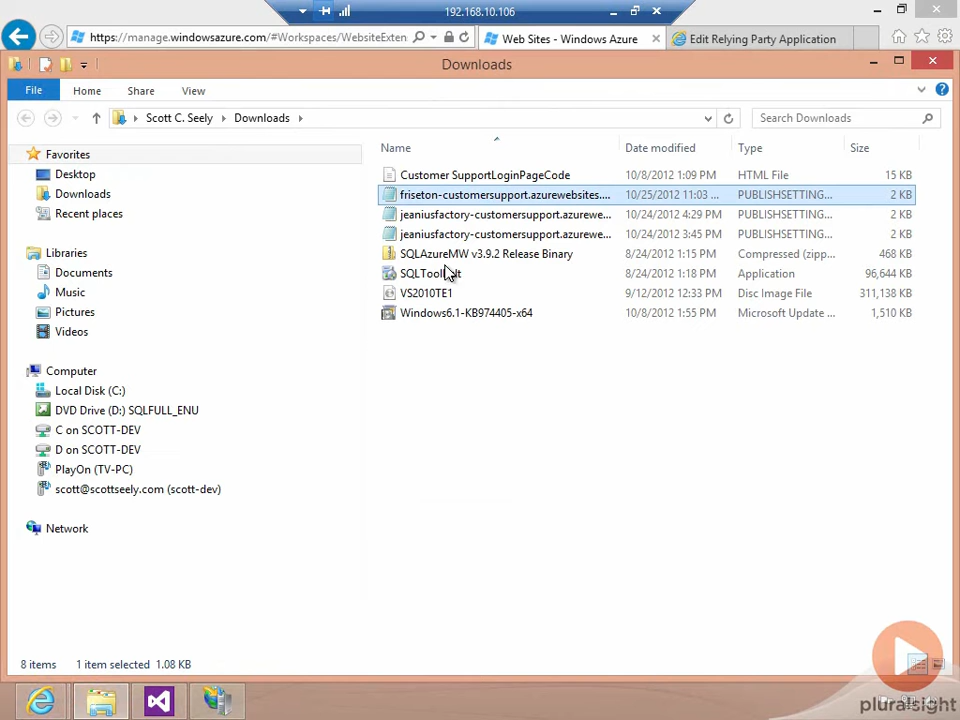 192.168.10.106
https://manage.windowsazure.com/#Workspaces/WebsiteExten
Web Sites - Windows Azure
Edit Relying Party Application
Downloads
File
Home
Share
View
Scott C. Seely
Downloads
Search Downloads
Favorites
Desktop
Downloads
Recent places
Libraries
Documents
Music
Pictures
Videos
Computer
Local Disk (C:)
DVD Drive (D:) SQLFULL_ENU
C on SCOTT-DEV
D on SCOTT-DEV
PlayOn (TV-PC)
scott@scottseely.com (scott-dev)
Network
Name Date modified Type Size
Customer SupportLoginPageCode 10/8/2012 1:09 PM HTML File 15 KB
friseton-customersupport.azurewebsites.... 10/25/2012 11:03 ... PUBLISHSETTING... 2 KB
jeaniusfactory-customersupport.azurewe... 10/24/2012 4:29 PM PUBLISHSETTING... 2 KB
jeaniusfactory-customersupport.azurewe... 10/24/2012 3:45 PM PUBLISHSETTING... 2 KB
SQLAzureMW v3.9.2 Release Binary 8/24/2012 1:15 PM Compressed (zipp... 468 KB
8/24/2012 1:18 PM Application 96,644 KB
VS2010TE1 9/12/2012 12:33 PM Disc Image File 311,138 KB
Windows6.1-KB974405-x64 10/8/2012 1:55 PM Microsoft Update ... 1,510 KB
8 items 1 item selected 1.08 KB
pluralsight